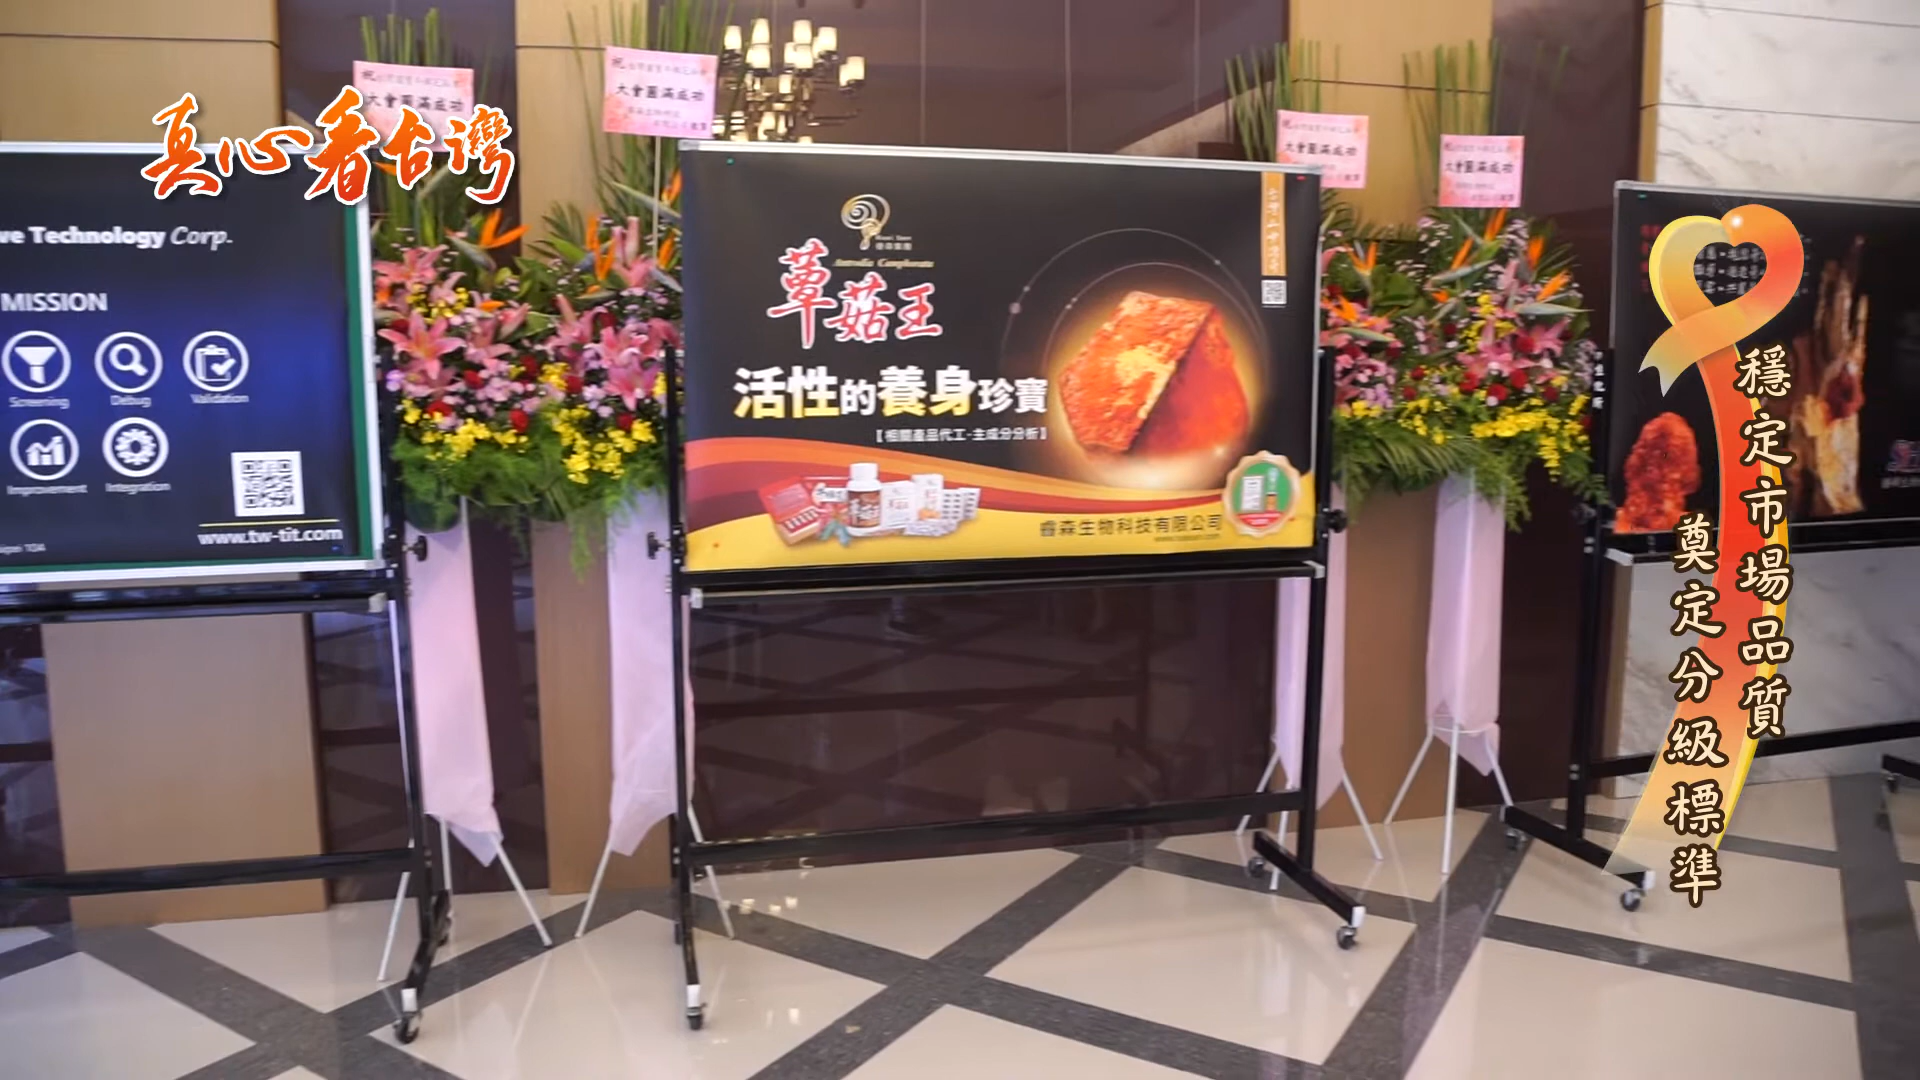 真心看台灣
大會圓滿成功
大會圓滿成功
大會圓滿成功
大會圓滿成功
ve Technology Corp.
MISSION
Screening
Debug
Validation
Improvement
Integration
www.tw-tit.com
Antrodia Camphorata
蕈菇王
活性的養身珍寶
【相關產品代工-主成分分析】
睿森生物科技有限公司
穩定市場品質
奠定分級標準